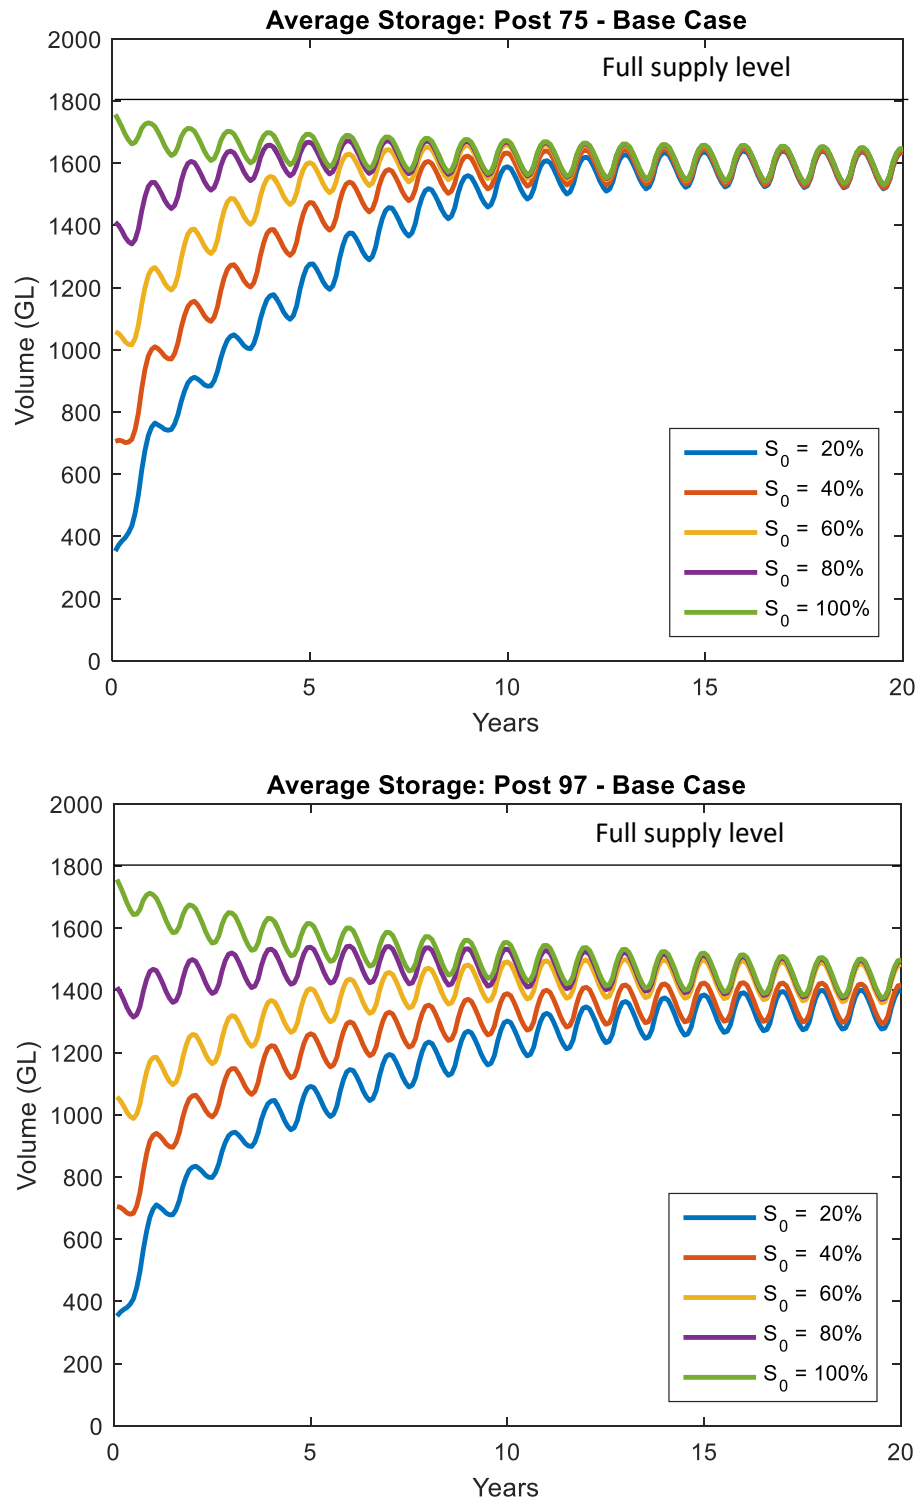 Average Storage: Post 75 - Base Case
2000
Full supply level
1800
1600
1400
1200
1000
800
600
400
200
0
Volume (GL)
S0 = 20%
S0 = 40%
S0 = 60%
S0 = 80%
S0 = 100%
0 5 10 15 20
Years
Average Storage: Post 97 - Base Case
2000
Full supply level
1800
1600
1400
1200
1000
800
600
400
200
0
Volume (GL)
S0 = 20%
S0 = 40%
S0 = 60%
S0 = 80%
S0 = 100%
0 5 10 15 20
Years